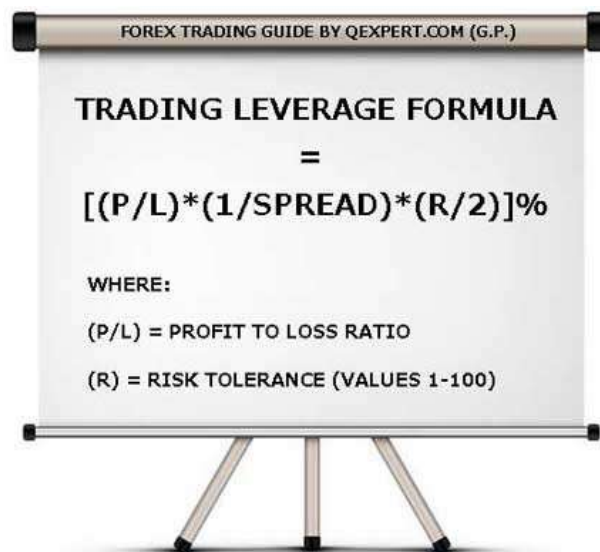 FOREX TRADING GUIDE BY QEXPERT.COM (G.P.)
TRADING LEVERAGE FORMULA
=
[(P/L)*(1/SPREAD)*(R/2)]%
WHERE:
(P/L) = PROFIT TO LOSS RATIO
(R) = RISK TOLERANCE (VALUES 1-100)